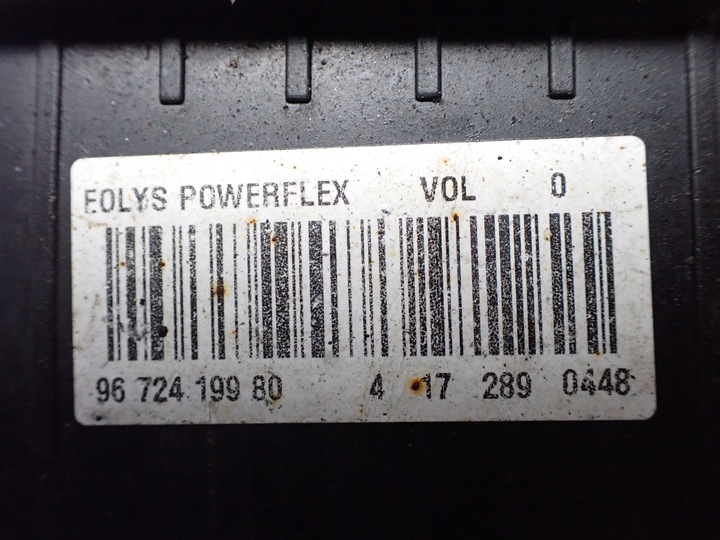 EOLYS POWERFLEX VOL 0
96 724 199 80 4 17 289 0448